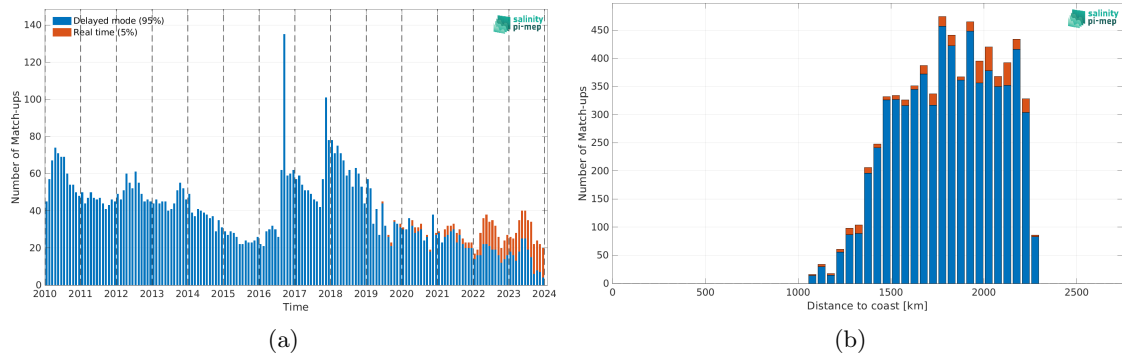 Delayed mode (95%)
Real time (5%)
salinity
pi-mep
140
120
100
80
60
40
20
0
Number of Match-ups
2010 2011 2012 2013 2014 2015 2016 2017 2018 2019 2020 2021 2022 2023 2024
Time
(a)
salinity
pi-mep
450
400
350
300
250
200
150
100
50
0
Number of Match-ups
0 500 1000 1500 2000 2500
Distance to coast [km]
(b)